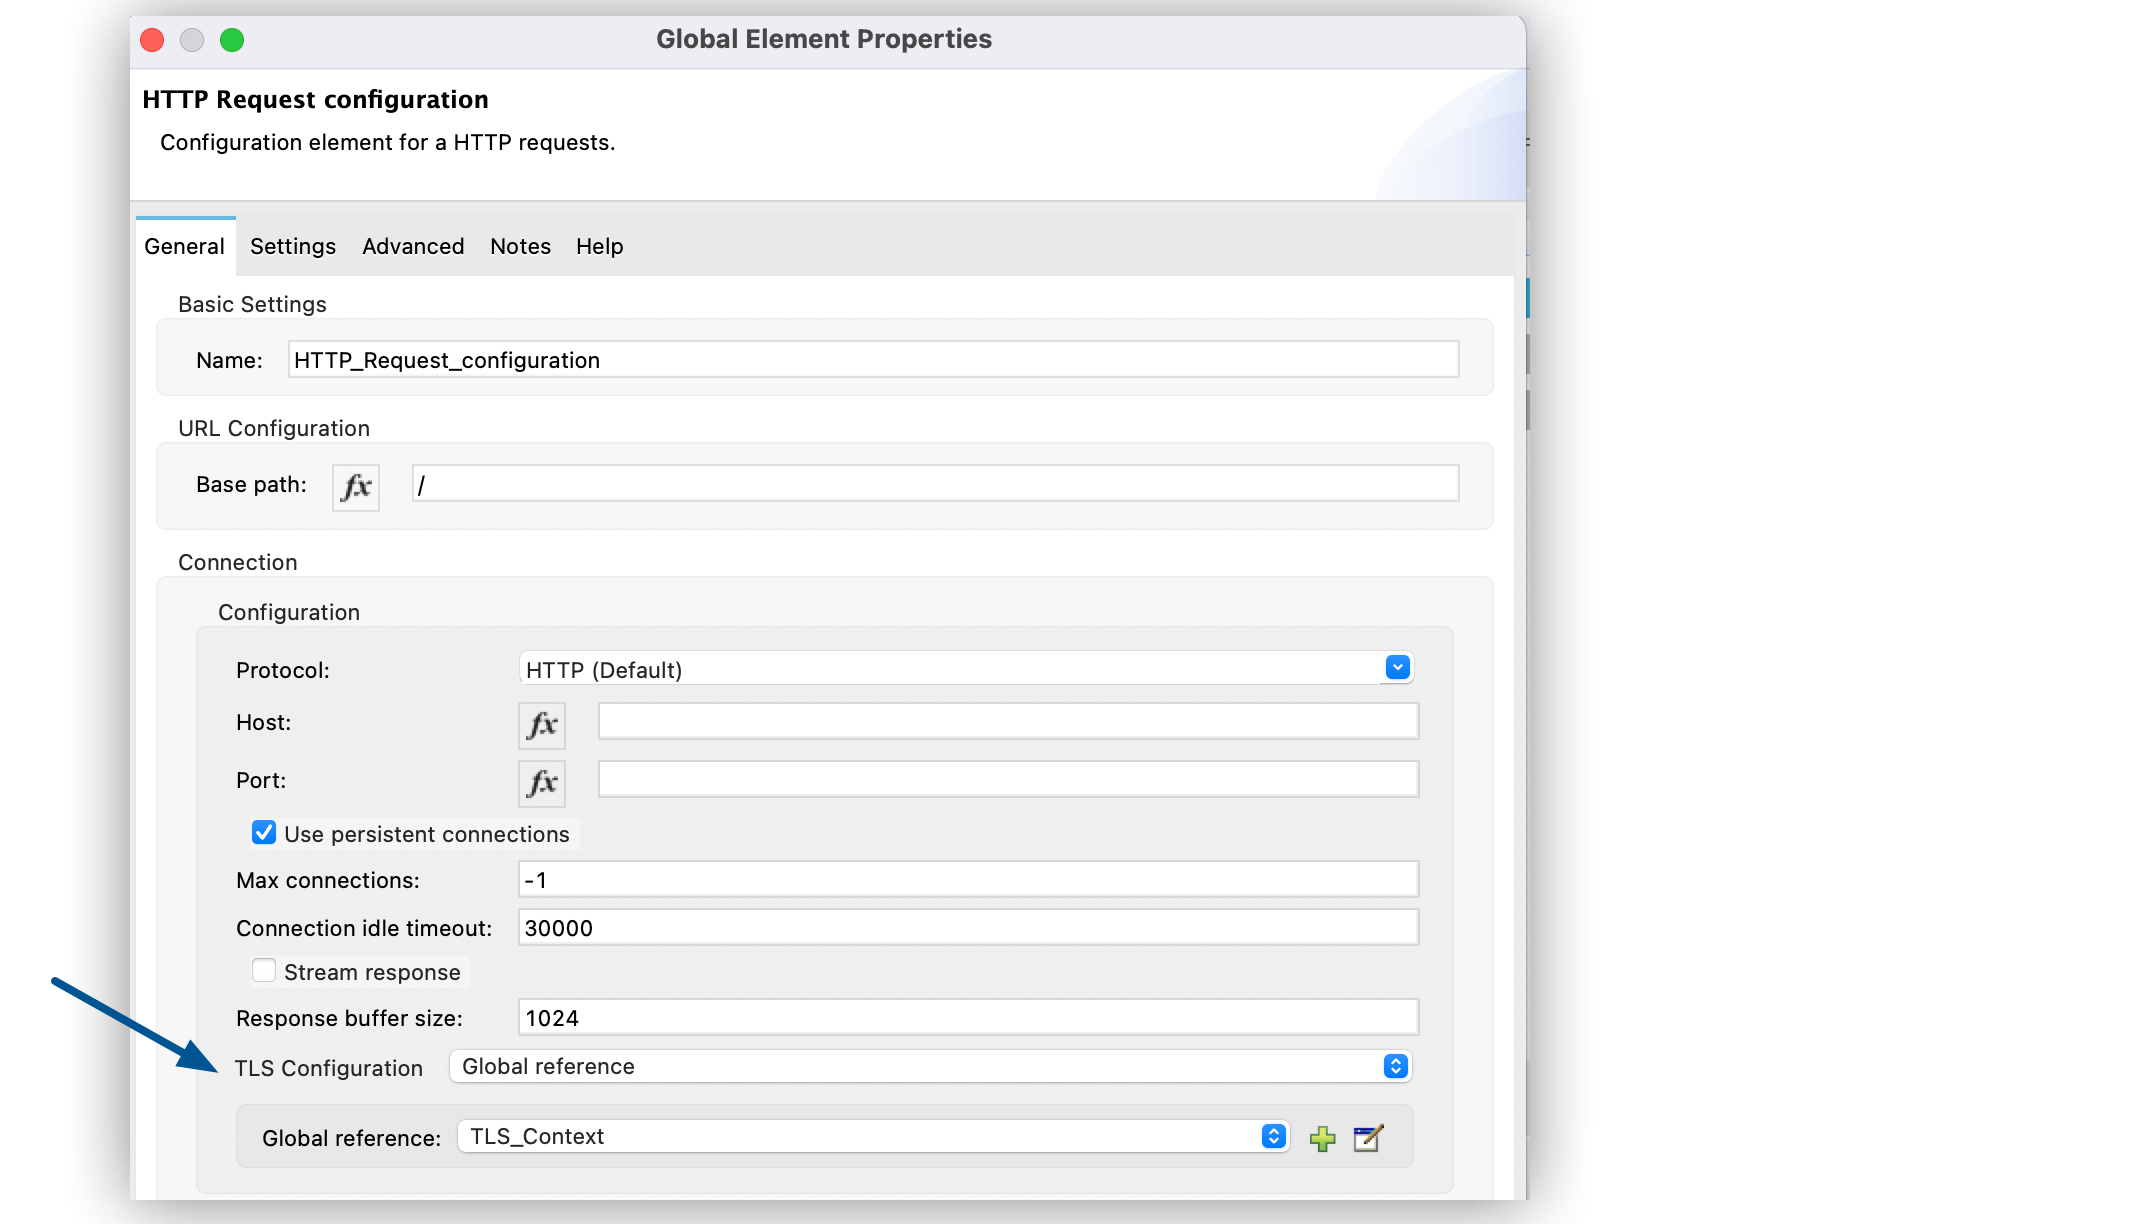 Global Element Properties
HTTP Request configuration
Configuration element for a HTTP requests.
General Settings Advanced Notes Help
Basic Settings
Name: HTTP_Request_configuration
URL Configuration
Base path: fx /
Connection
Configuration
Protocol: HTTP (Default)
Host: fx
Port: fx
Use persistent connections
Max connections: -1
Connection idle timeout: 30000
Stream response
Response buffer size: 1024
TLS Configuration Global reference
Global reference: TLS_Context